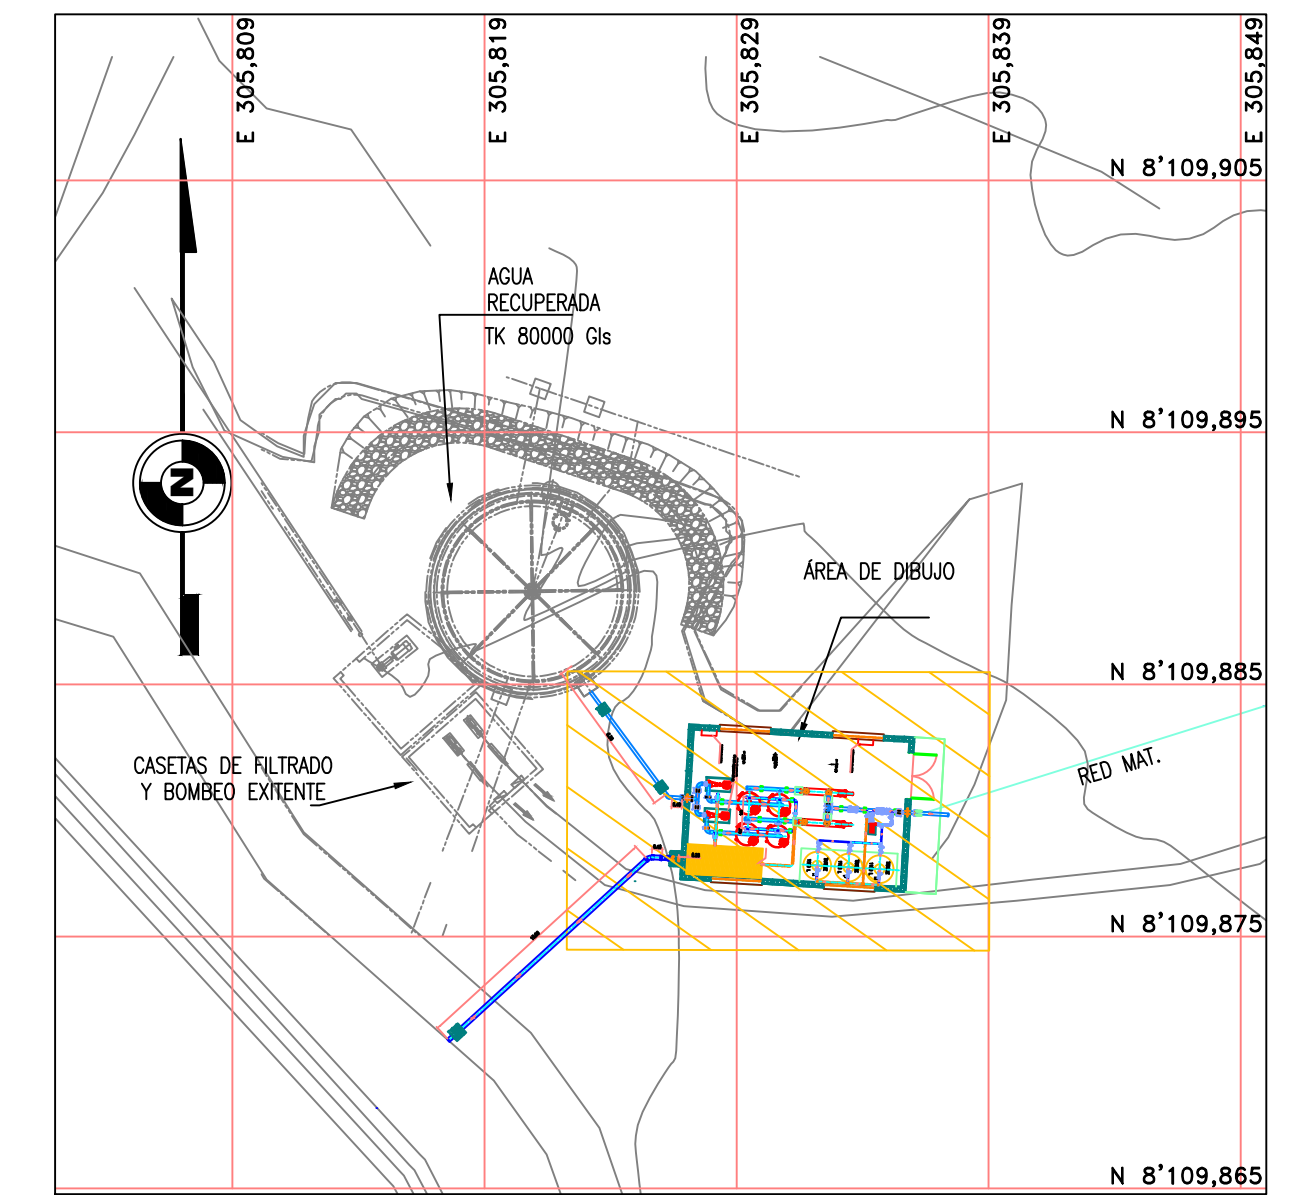 E 305,809
E 305,819
E 305,829
E 305,839
E 305,849
N 8'109,905
AGUA
RECUPERADA
TK 80000 Gls
N 8'109,895
N
ÁREA DE DIBUJO
N 8'109,885
CASETAS DE FILTRADO
Y BOMBEO EXITENTE
RED MAT.
N 8'109,875
N 8'109,865